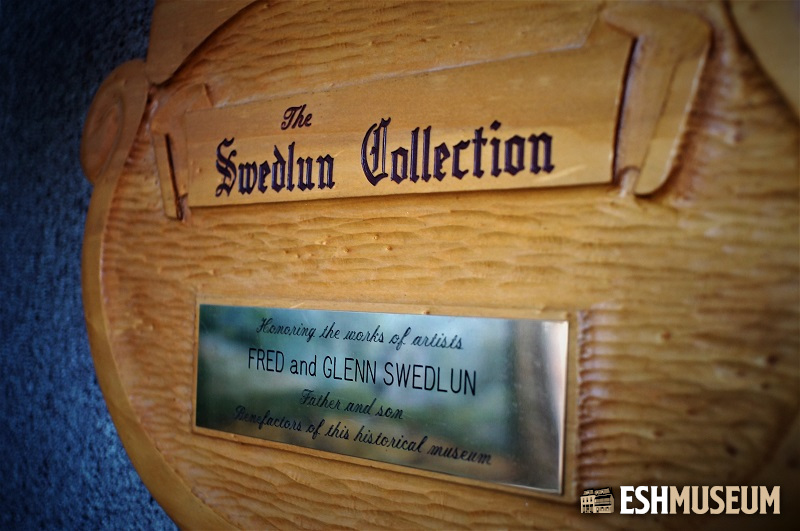 The
Swedlun Collection
Honoring the works of artists
FRED and GLENN SWEDLUN
Father and son
Benefactors of this historical museum
ESHMUSEUM